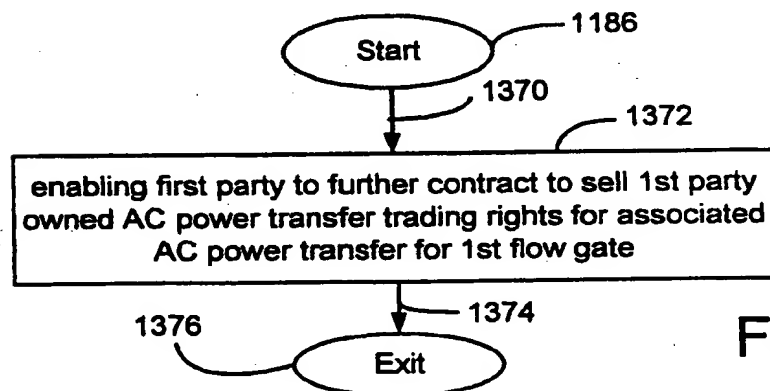 Start
1186
1370
1372
enabling first party to further contract to sell 1st party
owned AC power transfer trading rights for associated
AC power transfer for 1st flow gate
1374
1376
Exit
F